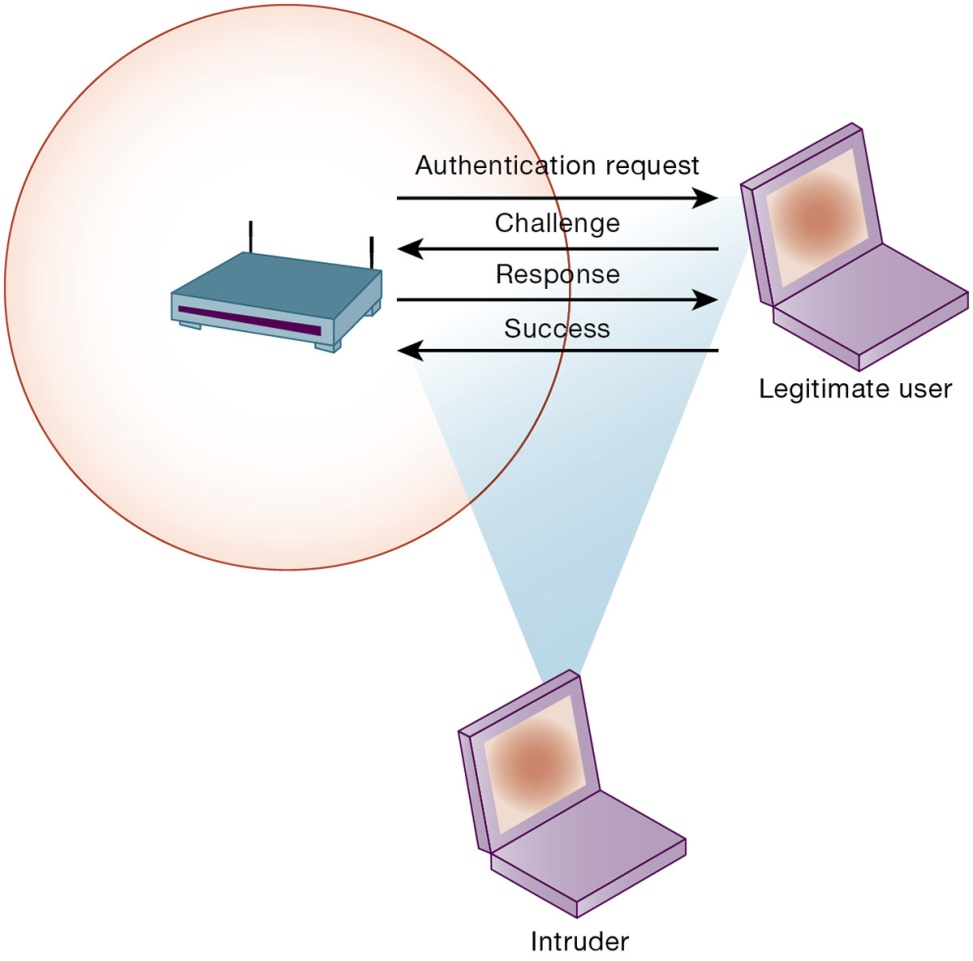 Authentication request
Challenge
Response
Success
Legitimate user
Intruder